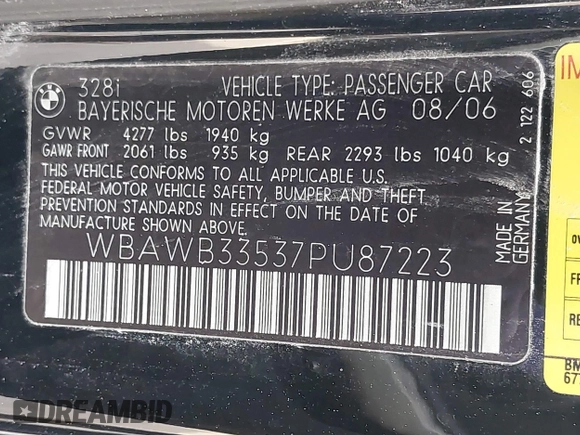 BMW
328i VEHICLE TYPE: PASSENGER CAR
BAYERISCHE MOTOREN WERKE AG 08/06
GVWR 4277 lbs 1940 kg
GAWR FRONT 2061 lbs 935 kg REAR 2293 lbs 1040 kg
THIS VEHICLE CONFORMS TO ALL APPLICABLE U.S.
FEDERAL MOTOR VEHICLE SAFETY, BUMPER AND THEFT
PREVENTION STANDARDS IN EFFECT ON THE DATE OF
MANUFACTURE SHOWN ABOVE.
WBAWB33537PU87223
MADE IN
GERMANY
2 122 606
DREAMBID